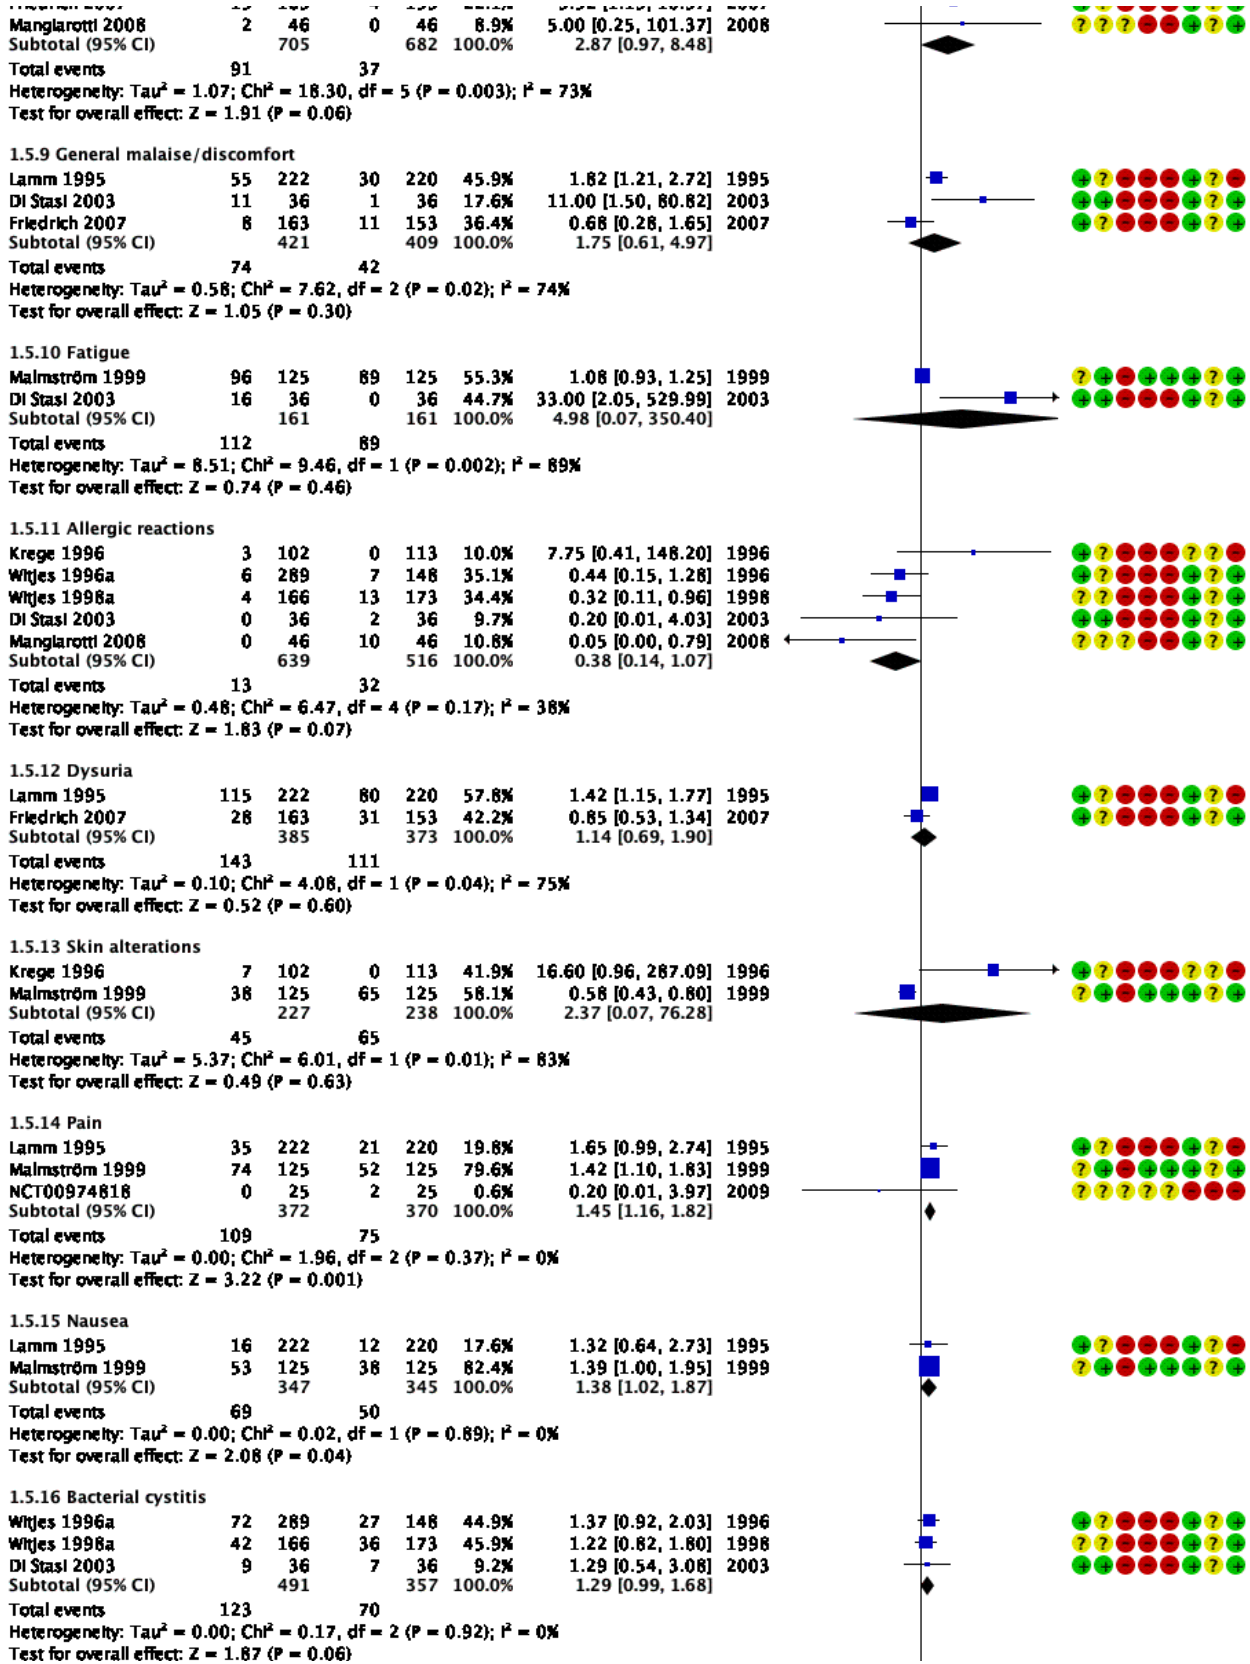 Mangiarotti 2008 2 46 0 46 8.9% 5.00 [0.25, 101.37] 2008
Subtotal (95% CI) 705 682 100.0% 2.87 [0.97, 8.48]
Total events 91 37
Heterogeneity: Tau² = 1.07; Chi² = 18.30, df = 5 (P = 0.003); I² = 73%
Test for overall effect: Z = 1.91 (P = 0.06)
1.5.9 General malaise/discomfort
Lamm 1995 55 222 30 220 45.9% 1.82 [1.21, 2.72] 1995 + ? - - + ? -
Di Stasi 2003 11 36 1 36 17.6% 11.00 [1.50, 80.82] 2003 + + - - + ? +
Friedrich 2007 8 163 11 153 36.4% 0.68 [0.28, 1.65] 2007 + ? - - + ? +
Subtotal (95% CI) 421 409 100.0% 1.75 [0.61, 4.97]
Total events 74 42
Heterogeneity: Tau² = 0.58; Chi² = 7.62, df = 2 (P = 0.02); I² = 74%
Test for overall effect: Z = 1.05 (P = 0.30)
1.5.10 Fatigue
Malmström 1999 96 125 89 125 55.3% 1.08 [0.93, 1.25] 1999 ? + - + + ? +
Di Stasi 2003 16 36 0 36 44.7% 33.00 [2.05, 529.99] 2003 + + - - + ? +
Subtotal (95% CI) 161 161 100.0% 4.98 [0.07, 350.40]
Total events 112 89
Heterogeneity: Tau² = 8.51; Chi² = 9.46, df = 1 (P = 0.002); I² = 89%
Test for overall effect: Z = 0.74 (P = 0.46)
1.5.11 Allergic reactions
Krege 1996 3 102 0 113 10.0% 7.75 [0.41, 148.20] 1996 + ? - - ? ? -
Witjes 1996a 6 289 7 148 35.1% 0.44 [0.15, 1.28] 1996 + ? - - + ? +
Witjes 1998a 4 166 13 173 34.4% 0.32 [0.11, 0.96] 1998 ? ? - - + ? +
Di Stasi 2003 0 36 2 36 9.7% 0.20 [0.01, 4.03] 2003 + + - - + ? +
Mangiarotti 2008 0 46 10 46 10.8% 0.05 [0.00, 0.79] 2008 ? ? ? - + ? +
Subtotal (95% CI) 639 516 100.0% 0.38 [0.14, 1.07]
Total events 13 32
Heterogeneity: Tau² = 0.48; Chi² = 6.47, df = 4 (P = 0.17); I² = 38%
Test for overall effect: Z = 1.83 (P = 0.07)
1.5.12 Dysuria
Lamm 1995 115 222 80 220 57.8% 1.42 [1.15, 1.77] 1995 + ? - - + ? -
Friedrich 2007 28 163 31 153 42.2% 0.85 [0.53, 1.34] 2007 + ? - - + ? +
Subtotal (95% CI) 385 373 100.0% 1.14 [0.69, 1.90]
Total events 143 111
Heterogeneity: Tau² = 0.10; Chi² = 4.08, df = 1 (P = 0.04); I² = 75%
Test for overall effect: Z = 0.52 (P = 0.60)
1.5.13 Skin alterations
Krege 1996 7 102 0 113 41.9% 16.60 [0.96, 287.09] 1996 + ? - - ? ? -
Malmström 1999 38 125 65 125 58.1% 0.58 [0.43, 0.80] 1999 ? + - + + ? +
Subtotal (95% CI) 227 238 100.0% 2.37 [0.07, 76.28]
Total events 45 65
Heterogeneity: Tau² = 5.37; Chi² = 6.01, df = 1 (P = 0.01); I² = 83%
Test for overall effect: Z = 0.49 (P = 0.63)
1.5.14 Pain
Lamm 1995 35 222 21 220 19.8% 1.65 [0.99, 2.74] 1995 + ? - - + ? -
Malmström 1999 74 125 52 125 79.6% 1.42 [1.10, 1.83] 1999 ? + - + + ? +
NCT00974818 0 25 2 25 0.6% 0.20 [0.01, 3.97] 2009 ? ? ? ? - - -
Subtotal (95% CI) 372 370 100.0% 1.45 [1.16, 1.82]
Total events 109 75
Heterogeneity: Tau² = 0.00; Chi² = 1.96, df = 2 (P = 0.37); I² = 0%
Test for overall effect: Z = 3.22 (P = 0.001)
1.5.15 Nausea
Lamm 1995 16 222 12 220 17.6% 1.32 [0.64, 2.73] 1995 + ? - - + ? -
Malmström 1999 53 125 38 125 82.4% 1.39 [1.00, 1.95] 1999 ? + - + + ? +
Subtotal (95% CI) 347 345 100.0% 1.38 [1.02, 1.87]
Total events 69 50
Heterogeneity: Tau² = 0.00; Chi² = 0.02, df = 1 (P = 0.89); I² = 0%
Test for overall effect: Z = 2.08 (P = 0.04)
1.5.16 Bacterial cystitis
Witjes 1996a 72 289 27 148 44.9% 1.37 [0.92, 2.03] 1996 + ? - - + ? +
Witjes 1998a 42 166 36 173 45.9% 1.22 [0.82, 1.80] 1998 ? ? - - + ? +
Di Stasi 2003 9 36 7 36 9.2% 1.29 [0.54, 3.08] 2003 + + - - + ? +
Subtotal (95% CI) 491 357 100.0% 1.29 [0.99, 1.68]
Total events 123 70
Heterogeneity: Tau² = 0.00; Chi² = 0.17, df = 2 (P = 0.92); I² = 0%
Test for overall effect: Z = 1.87 (P = 0.06)